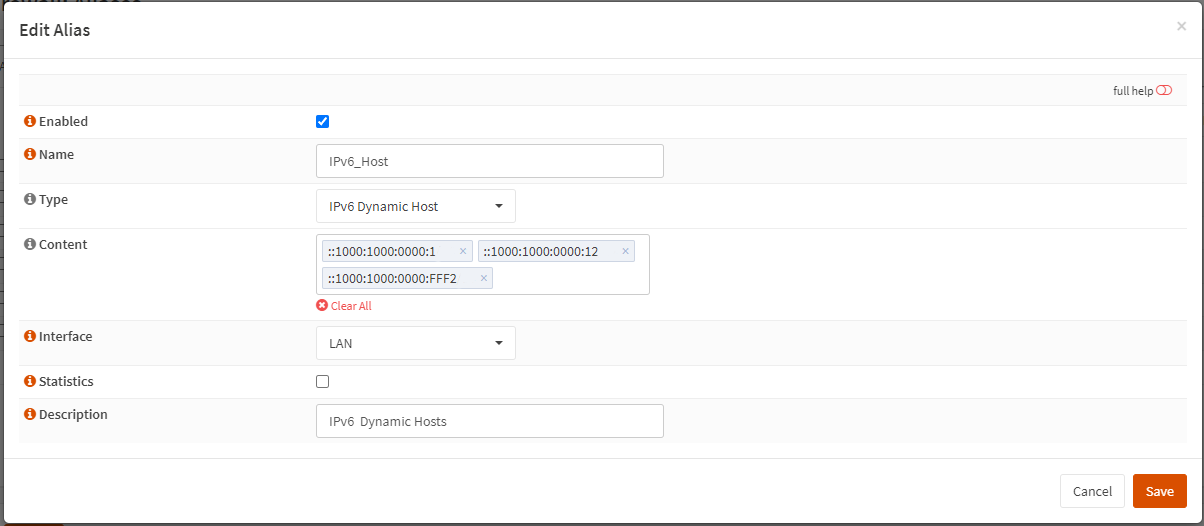 Edit Alias
full help
Enabled
Name
IPv6_Host
Type
IPv6 Dynamic Host
Content
::1000:1000:0000:1 × ::1000:1000:0000:12 ×
::1000:1000:0000:FFF2 ×
Clear All
Interface
LAN
Statistics
Description
IPv6 Dynamic Hosts
Cancel Save